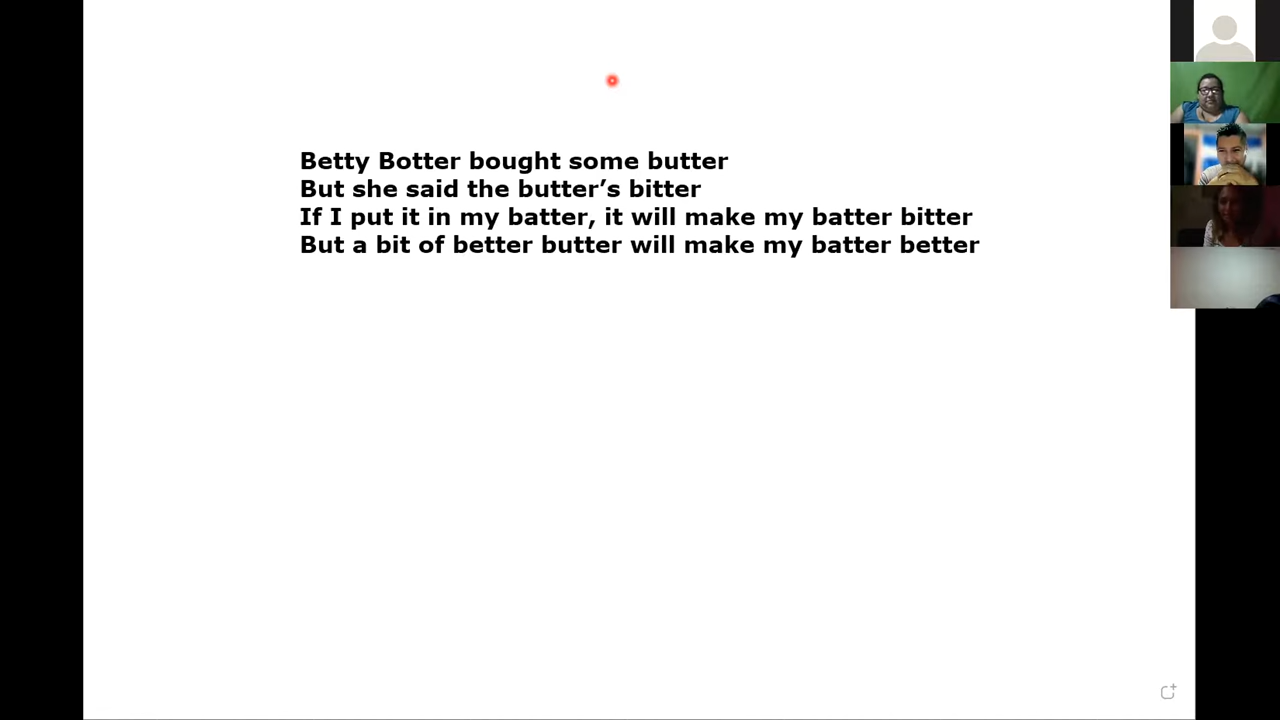 Betty Botter bought some butter
But she said the butter’s bitter
If I put it in my batter, it will make my batter bitter
But a bit of better butter will make my batter better